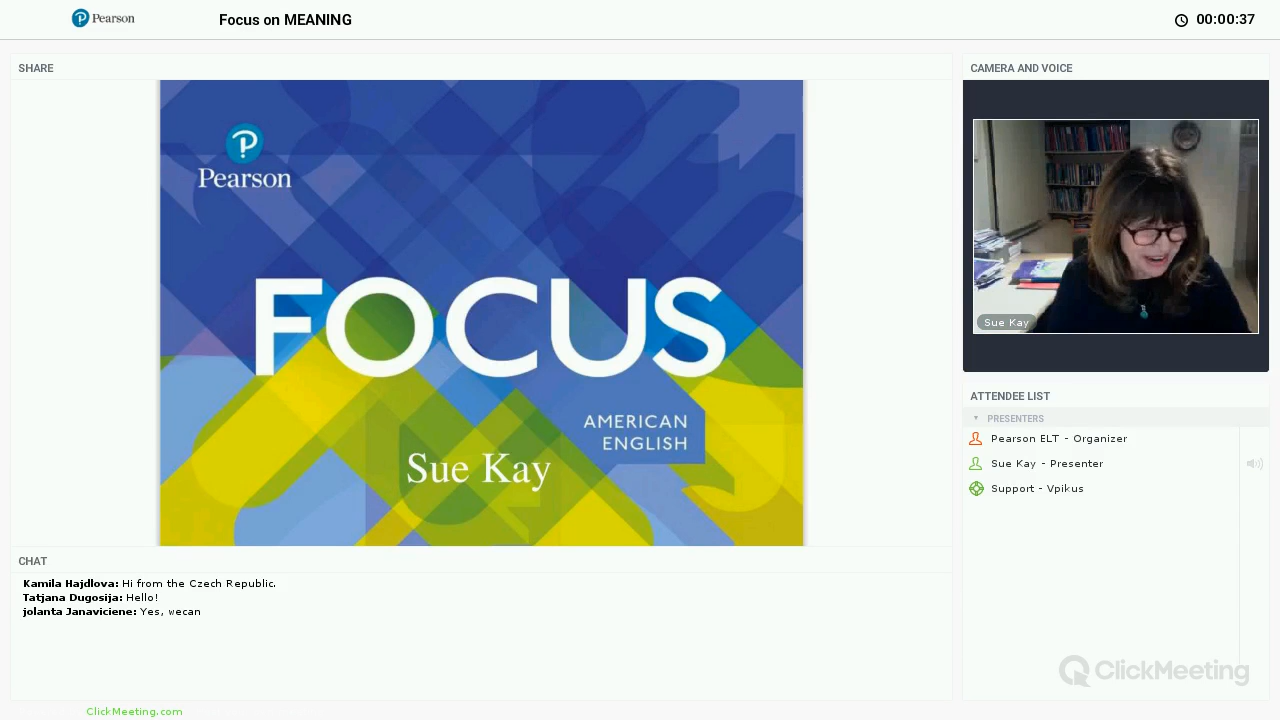 Pearson
Focus on MEANING
00:00:37
SHARE
Pearson
FOCUS
AMERICAN
ENGLISH
Sue Kay
CAMERA AND VOICE
Sue Kay
ATTENDEE LIST
PRESENTERS
Pearson ELT - Organizer
Sue Kay - Presenter
Support - Vpikus
CHAT
Kamila Hajdlova: Hi from the Czech Republic.
Tatjana Dugosija: Hello!
jolanta Janaviciene: Yes, wecan
ClickMeeting
ClickMeeting.com